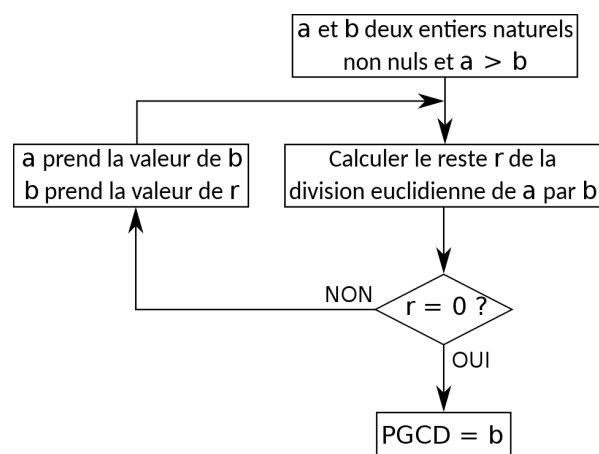 a et b deux entiers naturels
non nuls et a > b
a prend la valeur de b
b prend la valeur de r
Calculer le reste r de la
division euclidienne de a par b
NON
r = 0 ?
OUI
PGCD = b